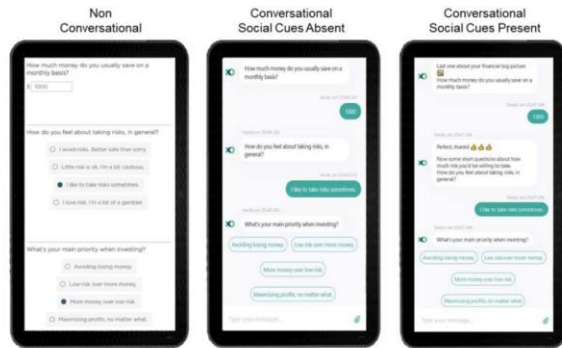 Non
Conversational
How much money do you usually save on a
monthly basis?
$ 1000
How do you feel about taking risks, in general?
I avoid risks. Better safe than sorry
Little risk is ok. I'm a bit cautious.
I like to take risks sometimes.
I love risk. I'm a bit of a gambler
What's your main priority when investing?
Avoiding losing money
Low risk over more money.
More money over low risk.
Maximizing profits, no matter what.
Conversational
Social Cues Absent
How much money do you usually save on a
monthly basis?
1000
How do you feel about taking risks, in
general?
I like to take risks sometimes.
What's your main priority when investing?
Avoiding losing money
Low risk over more money
More money over low risk.
Maximizing profits, no matter what.
Type your message...
Conversational
Social Cues Present
Last one about your financial big picture
How much money do you usually save on a
monthly basis?
1000
Perfect, thanks
Now some short questions about how
much risk you'd be willing to take.
How do you feel about taking risks, in
general?
I like to take risks sometimes.
What's your main priority when investing?
Avoiding losing money
Low risk over more money
More money over low risk.
Maximizing profits, no matter what.
Type your message...